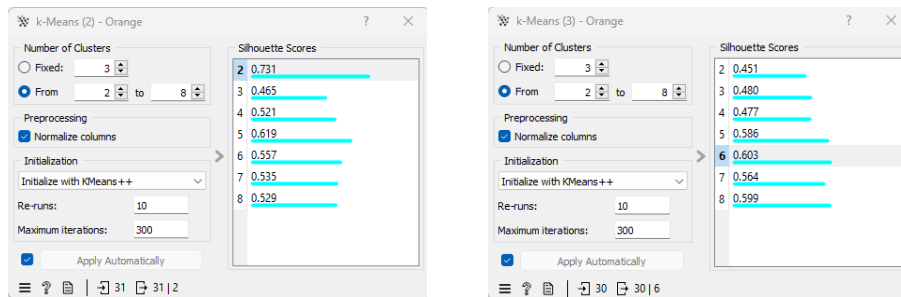 k-Means (2) - Orange
Number of Clusters
Fixed: 3
From 2 to 8
Preprocessing
Normalize columns
Initialization
Initialize with KMeans++
Re-runs: 10
Maximum iterations: 300
Apply Automatically
31 31 | 2
Silhouette Scores
2 0.731
3 0.465
4 0.521
5 0.619
6 0.557
7 0.535
8 0.529
k-Means (3) - Orange
Number of Clusters
Fixed: 3
From 2 to 8
Preprocessing
Normalize columns
Initialization
Initialize with KMeans++
Re-runs: 10
Maximum iterations: 300
Apply Automatically
30 30 | 6
Silhouette Scores
2 0.451
3 0.480
4 0.477
5 0.586
6 0.603
7 0.564
8 0.599